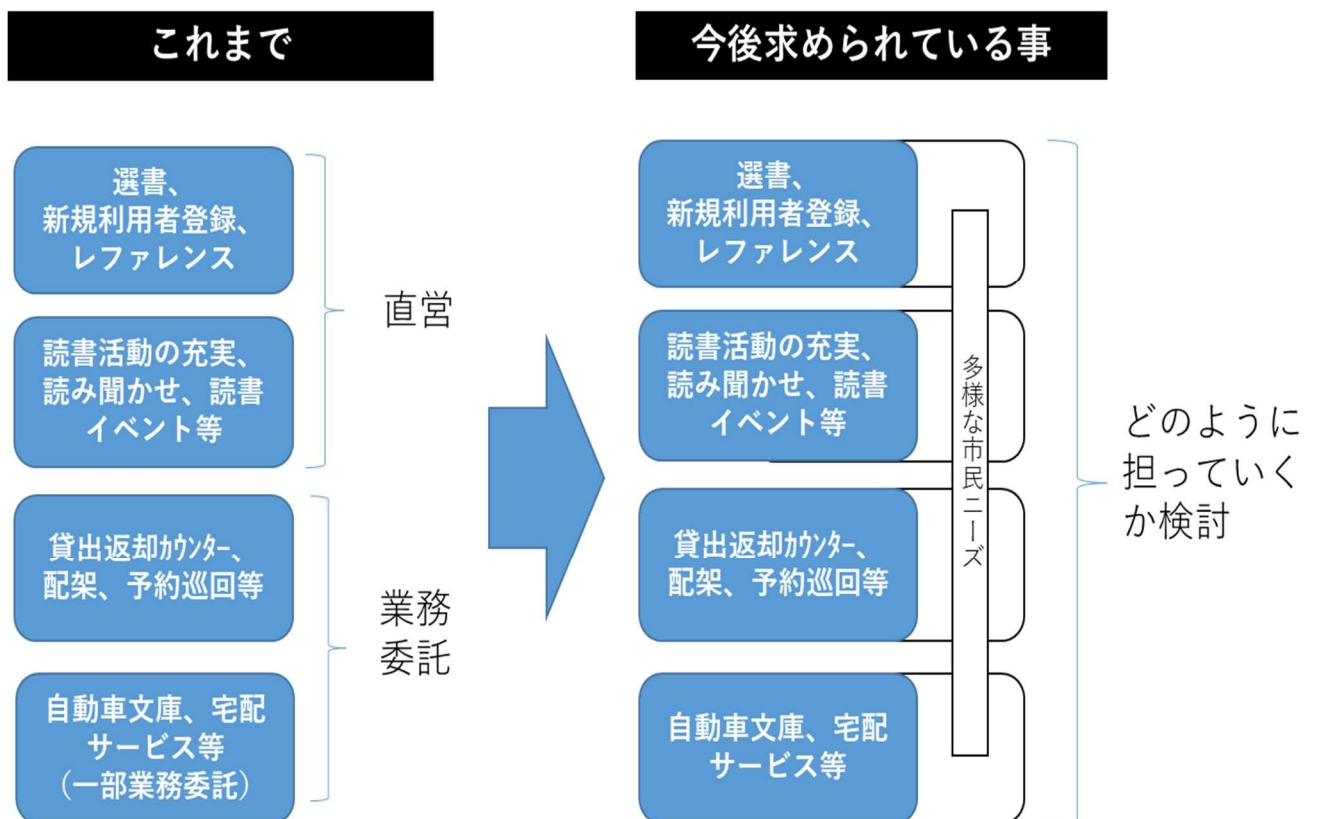 これまで
選書、
新規利用者登録、
レファレンス
読書活動の充実、
読み聞かせ、読書
イベント等
直営
貸出返却ｶｳﾝﾀｰ、
配架、予約巡回等
自動車文庫、宅配
サービス等
（一部業務委託）
業務
委託
今後求められている事
選書、
新規利用者登録、
レファレンス
読書活動の充実、
読み聞かせ、読書
イベント等
貸出返却ｶｳﾝﾀｰ、
配架、予約巡回等
自動車文庫、宅配
サービス等
多様な市民ニーズ
どのように
担っていく
か検討